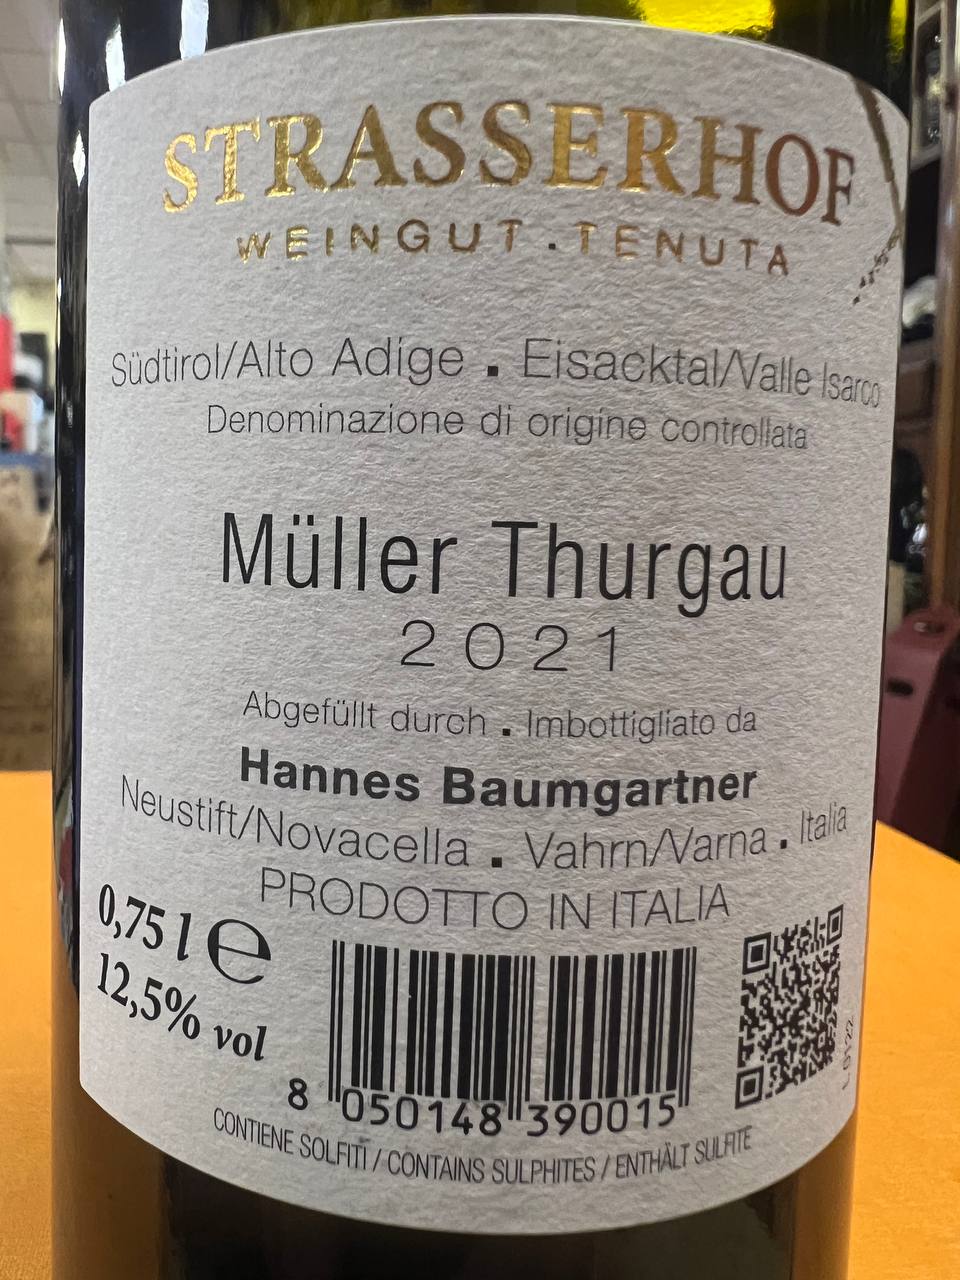 STRASSERHOF
WEINGUT . TENUTA
Südtirol/Alto Adige . Eisacktal/Valle Isarco
Denominazione di origine controllata
Müller Thurgau
2021
Abgefüllt durch . Imbottigliato da
Hannes Baumgartner
Neustift/Novacella . Vahrn/Varna . Italia
PRODOTTO IN ITALIA
0,75 l e
12,5% vol
8 050148 390015
L 01/22
CONTIENE SOLFITI / CONTAINS SULPHITES / ENTHÄLT SULFITE